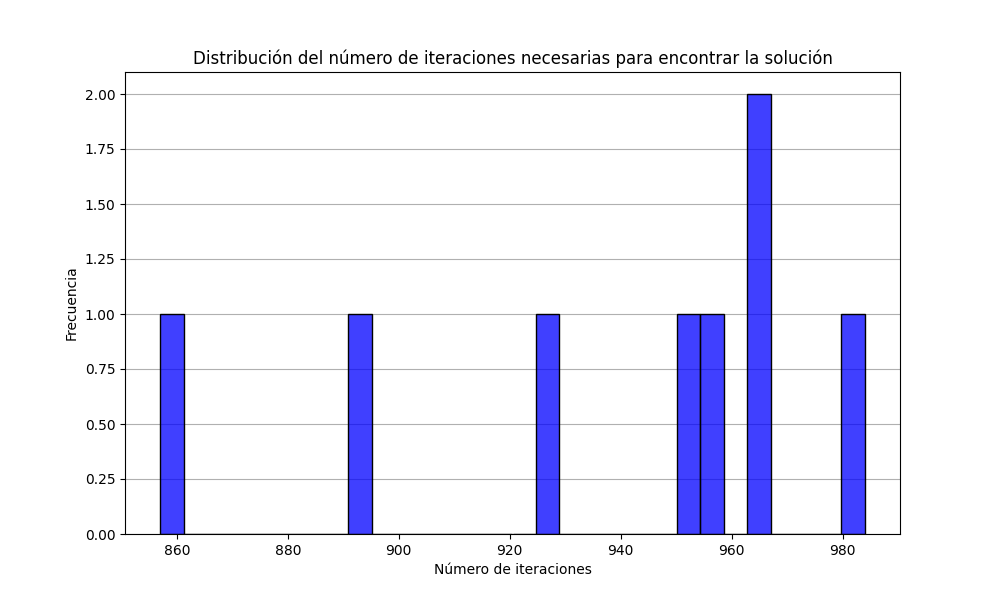 Distribución del número de iteraciones necesarias para encontrar la solución
2.00
1.75
1.50
1.25
1.00
0.75
0.50
0.25
0.00
Frecuencia
860 880 900 920 940 960 980
Número de iteraciones